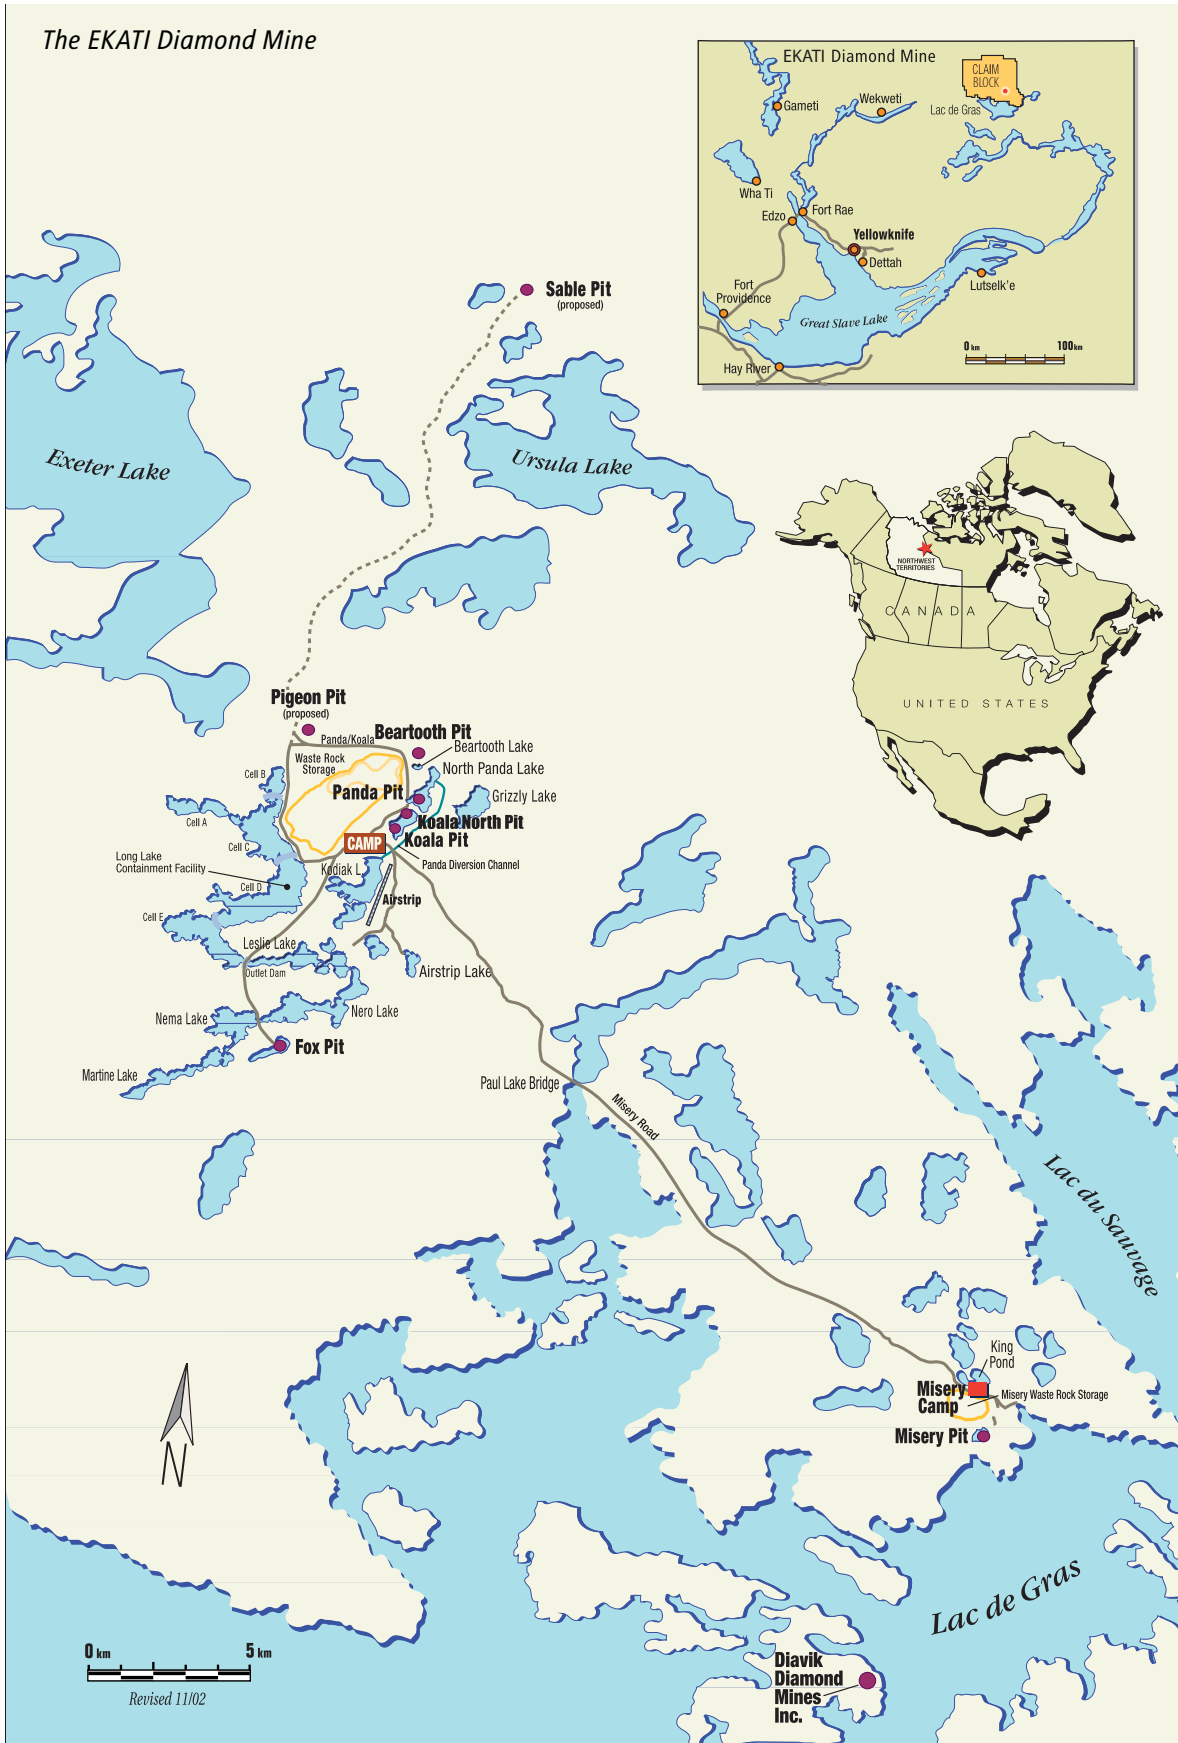 The EKATI Diamond Mine
EKATI Diamond Mine
CLAIM
BLOCK
Lac de Gras
Gameti
Wekweti
Wha Ti
Edzo
Fort Rae
Yellowknife
Dettah
Lutselk'e
Fort
Providence
Great Slave Lake
Hay River
0 km
100 km
Sable Pit
(proposed)
Exeter Lake
Ursula Lake
NORTHWEST
TERRITORIES
CANADA
UNITED STATES
Pigeon Pit
(proposed)
Panda/Koala
Waste Rock
Storage
Beartooth Pit
Beartooth Lake
North Panda Lake
Cell B
Panda Pit
Grizzly Lake
Cell A
Koala North Pit
Koala Pit
CAMP
Cell C
Long Lake
Containment Facility
Panda Diversion Channel
Kodiak L.
Cell D
Airstrip
Cell E
Leslie Lake
Outlet Dam
Airstrip Lake
Nema Lake
Nero Lake
Fox Pit
Martine Lake
Paul Lake Bridge
Misery Road
Lac du Sauvage
King
Pond
Misery
Camp
Misery Waste Rock Storage
Misery Pit
N
Lac de Gras
Diavik
Diamond
Mines
Inc.
0 km
5 km
Revised 11/02